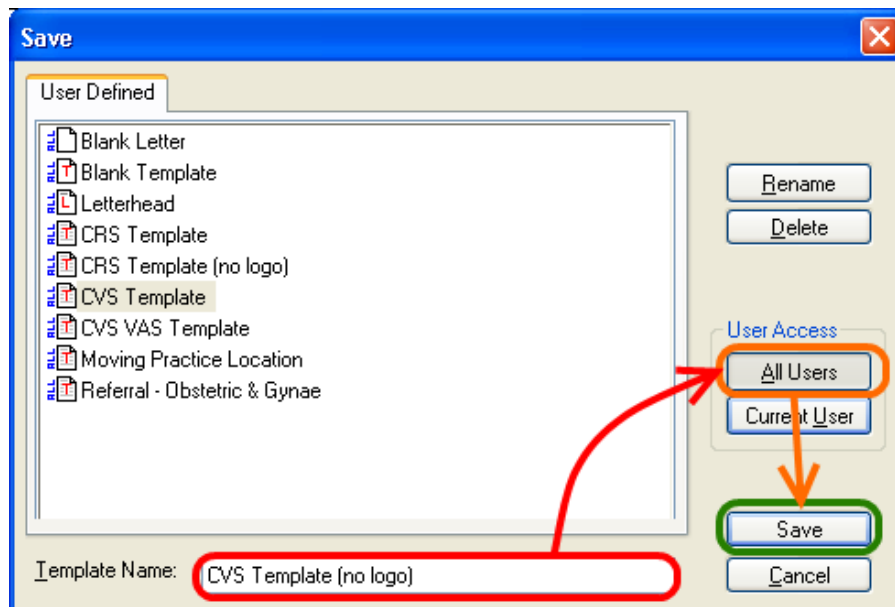 Save
User Defined
Blank Letter
Blank Template
Letterhead
CRS Template
CRS Template (no logo)
CVS Template
CVS VAS Template
Moving Practice Location
Referral - Obstetric & Gynae
Rename
Delete
User Access
All Users
Current User
Save
Template Name: CVS Template (no logo)
Cancel